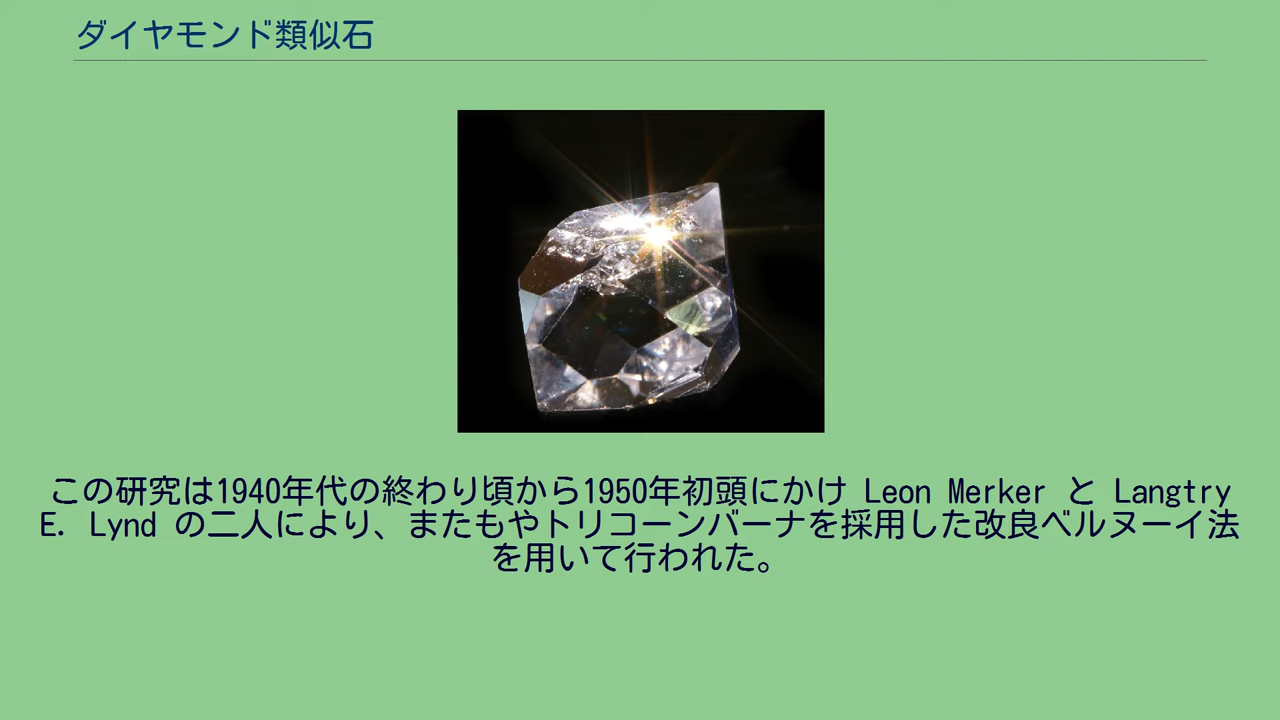 ダイヤモンド類似石
この研究は1940年代の終わり頃から1950年初頭にかけ Leon Merker と Langtry
E. Lynd の二人により、またもやトリコーンバーナを採用した改良ベルヌーイ法
を用いて行われた。